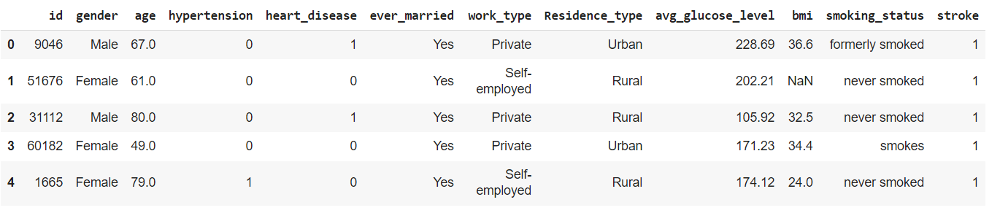 id gender age hypertension heart_disease ever_married work_type Residence_type avg_glucose_level bmi smoking_status stroke
0 9046 Male 67.0 0 1 Yes Private Urban 228.69 36.6 formerly smoked 1
1 51676 Female 61.0 0 0 Yes Self-employed Rural 202.21 NaN never smoked 1
2 31112 Male 80.0 0 1 Yes Private Rural 105.92 32.5 never smoked 1
3 60182 Female 49.0 0 0 Yes Private Urban 171.23 34.4 smokes 1
4 1665 Female 79.0 1 0 Yes Self-employed Rural 174.12 24.0 never smoked 1